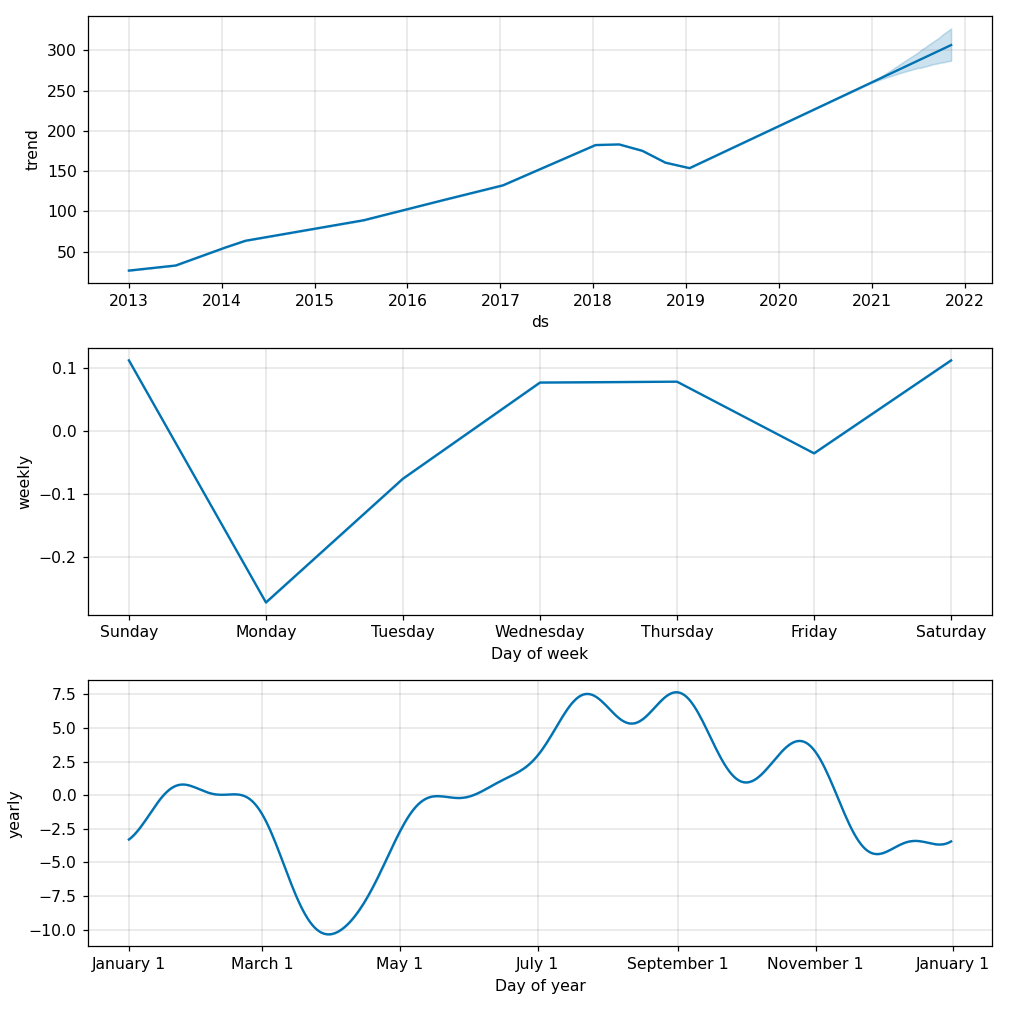 300
250
200
150
100
50
trend
2013 2014 2015 2016 2017 2018 2019 2020 2021 2022
ds
0.1
0.0
−0.1
−0.2
weekly
Sunday Monday Tuesday Wednesday Thursday Friday Saturday
Day of week
7.5
5.0
2.5
0.0
−2.5
−5.0
−7.5
−10.0
yearly
January 1 March 1 May 1 July 1 September 1 November 1 January 1
Day of year